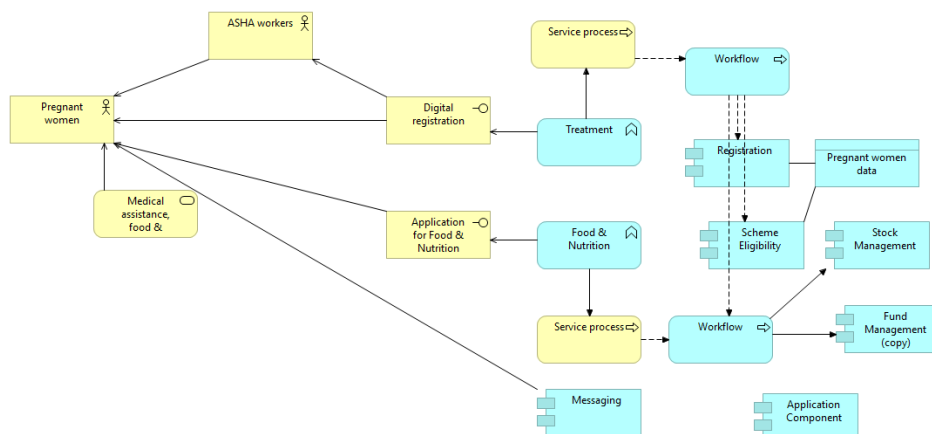 ASHA workers
Service process
Workflow
Pregnant
women
Digital
registration
Treatment
Registration
Pregnant women
data
Medical
assistance,
food &
Application
for Food &
Nutrition
Food &
Nutrition
Scheme
Eligibility
Stock
Management
Service process
Workflow
Fund
Management
(copy)
Messaging
Application
Component